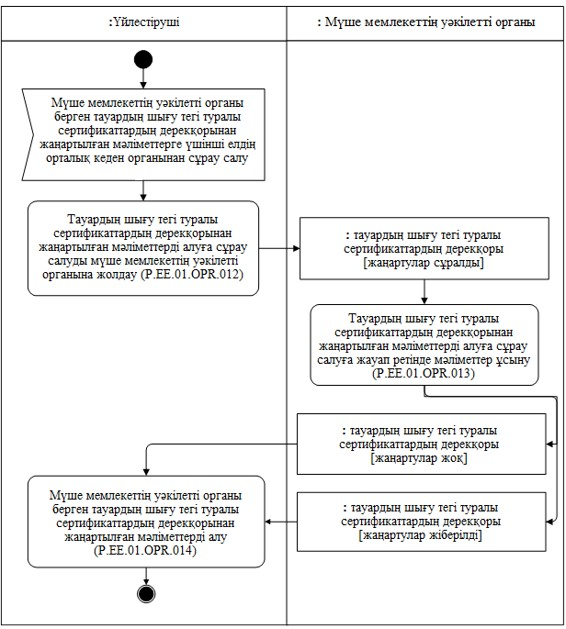 :Үйлестіруші
: Мүше мемлекеттің уәкілетті органы
Мүше мемлекеттің уәкілетті органы
берген тауардың шығу тегі туралы
сертификаттардың дерекқорынан
жаңартылған мәліметтерге үшінші елдің
орталық кеден органынан сұрау салу
Тауардың шығу тегі туралы
сертификаттардың дерекқорынан
жаңартылған мәліметтерді алуға сұрау
салуды мүше мемлекеттің уәкілетті
органына жолдау (P.EE.01.OPR.012)
: тауардың шығу тегі туралы
сертификаттардың дерекқоры
[жаңартулар сұралды]
Тауардың шығу тегі туралы
сертификаттардың дерекқорынан
жаңартылған мәліметтерді алуға сұрау
салуға жауап ретінде мәліметтер ұсыну
(P.EE.01.OPR.013)
: тауардың шығу тегі туралы
сертификаттардың дерекқоры
[жаңартулар жоқ]
Мүше мемлекеттің уәкілетті органы
берген тауардың шығу тегі туралы
сертификаттардың дерекқорынан
жаңартылған мәліметтерді алу
(P.EE.01.OPR.014)
: тауардың шығу тегі туралы
сертификаттардың дерекқоры
[жаңартулар жіберілді]